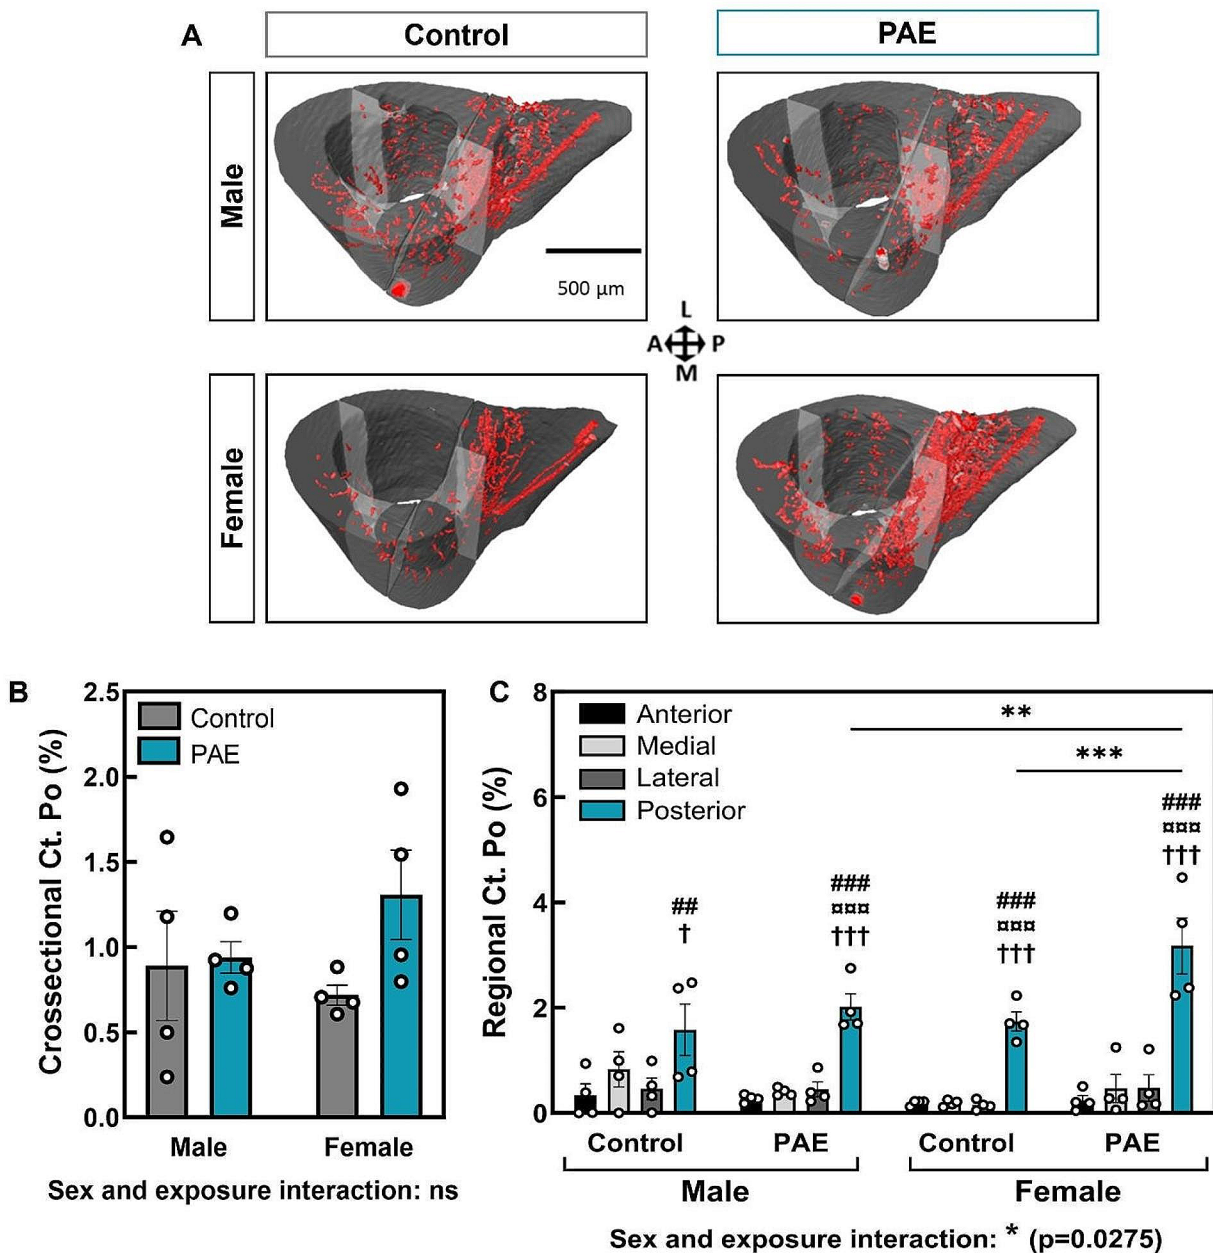 A
Control
PAE
Male
500 µm
L
A P
M
Female
B
Crossectional Ct. Po (%)
2.5
2.0
1.5
1.0
0.5
0.0
Control
PAE
Male Female
Sex and exposure interaction: ns
C
Regional Ct. Po (%)
8
6
4
2
0
Anterior
Medial
Lateral
Posterior
**
***
##
†
###
¤¤¤
†††
###
¤¤¤
†††
###
¤¤¤
†††
Control PAE Control PAE
Male Female
Sex and exposure interaction: * (p=0.0275)